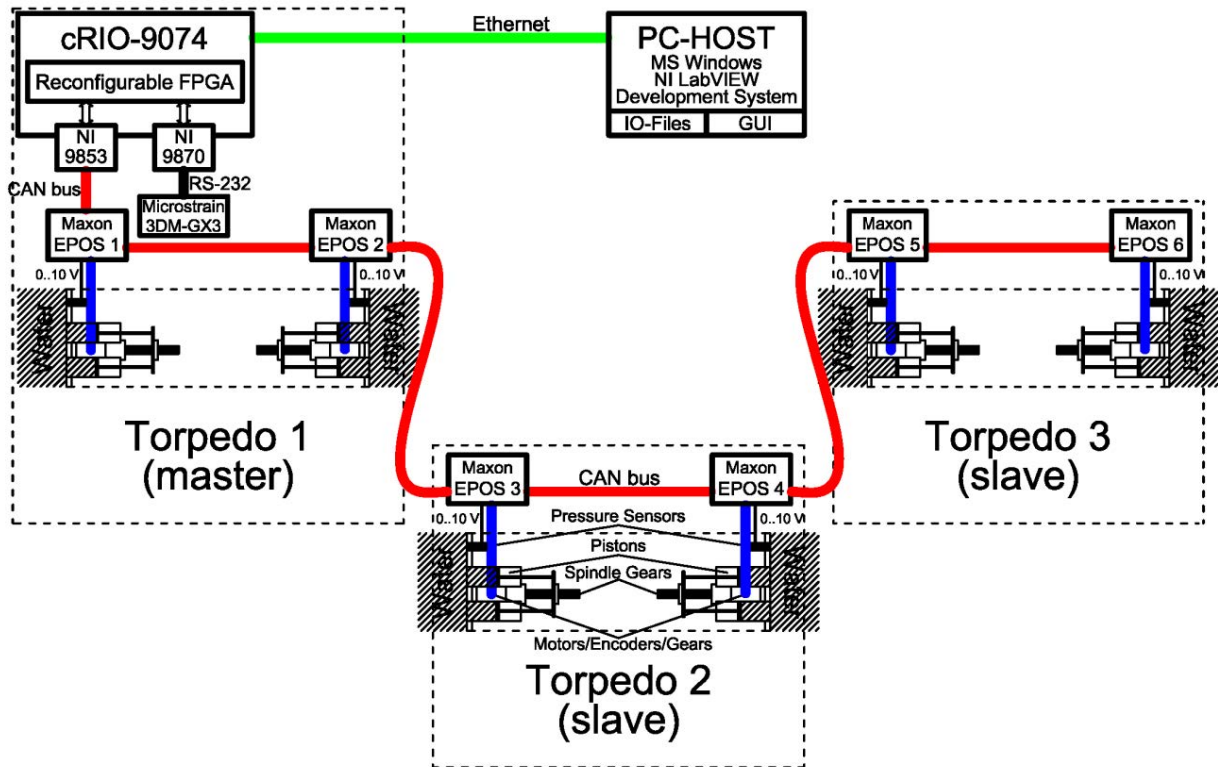 cRIO-9074
Reconfigurable FPGA
NI
9853
NI
9870
CAN bus
RS-232
Microstrain
3DM-GX3
Ethernet
PC-HOST
MS Windows
NI LabVIEW
Development System
IO-Files
GUI
Maxon
EPOS 1
Maxon
EPOS 2
0..10 V
0..10 V
Water
Water
Torpedo 1
(master)
Maxon
EPOS 5
Maxon
EPOS 6
0..10 V
0..10 V
Water
Water
Torpedo 3
(slave)
Maxon
EPOS 3
CAN bus
Maxon
EPOS 4
0..10 V
Pressure Sensors
0..10 V
Pistons
Spindle Gears
Water
Water
Motors/Encoders/Gears
Torpedo 2
(slave)